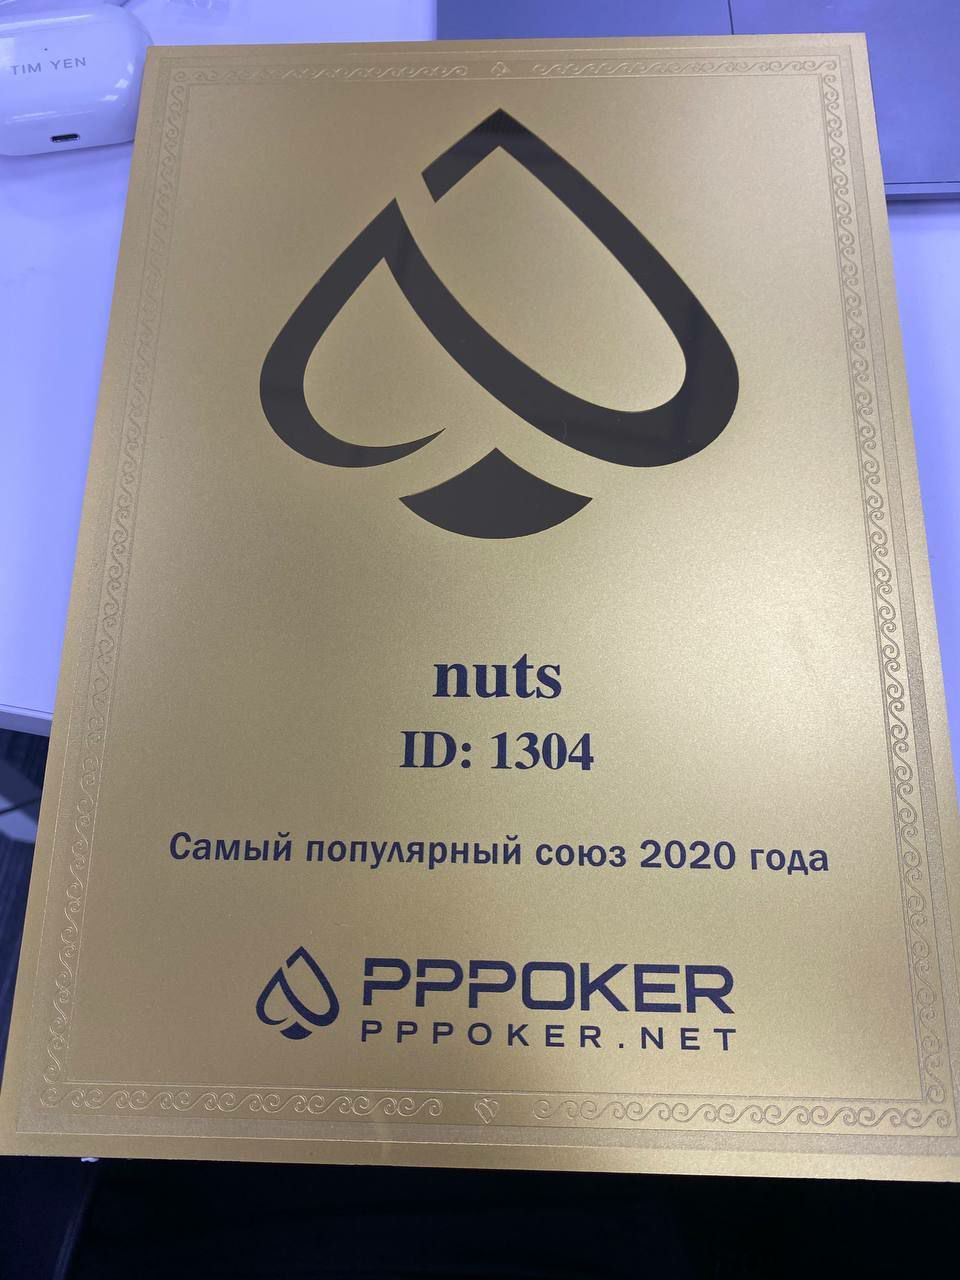 TIM YEN
nuts
ID: 1304
Самый популярный союз 2020 года
PPPOKER
PPPOKER.NET